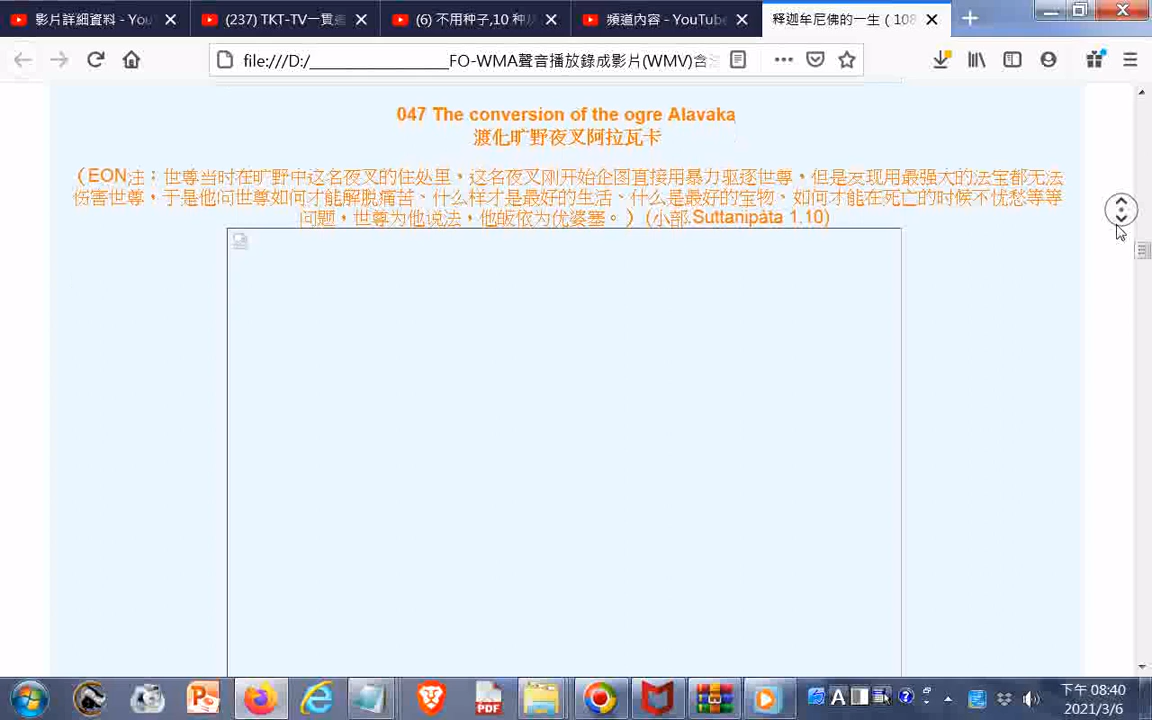 影片詳細資料 - You
(237) TKT-TV一貫道
(6) 不用种子,10 种从
頻道內容 - YouTube
释迦牟尼佛的一生（108
file:///D:/________________FO-WMA聲音播放錄成影片(WMV)含
047 The conversion of the ogre Alavaka
渡化旷野夜叉阿拉瓦卡
（EON注：世尊当时在旷野中这名夜叉的住处里，这名夜叉刚开始企图直接用暴力驱逐世尊，但是发现用最强大的法宝都无法
伤害世尊，于是他问世尊如何才能解脱痛苦、什么样才是最好的生活、什么是最好的宝物、如何才能在死亡的时候不忧愁等等
问题，世尊为他说法，他皈依为优婆塞。）(小部.Suttanipāta 1.10)
PDF
A
下午 08:40
2021/3/6